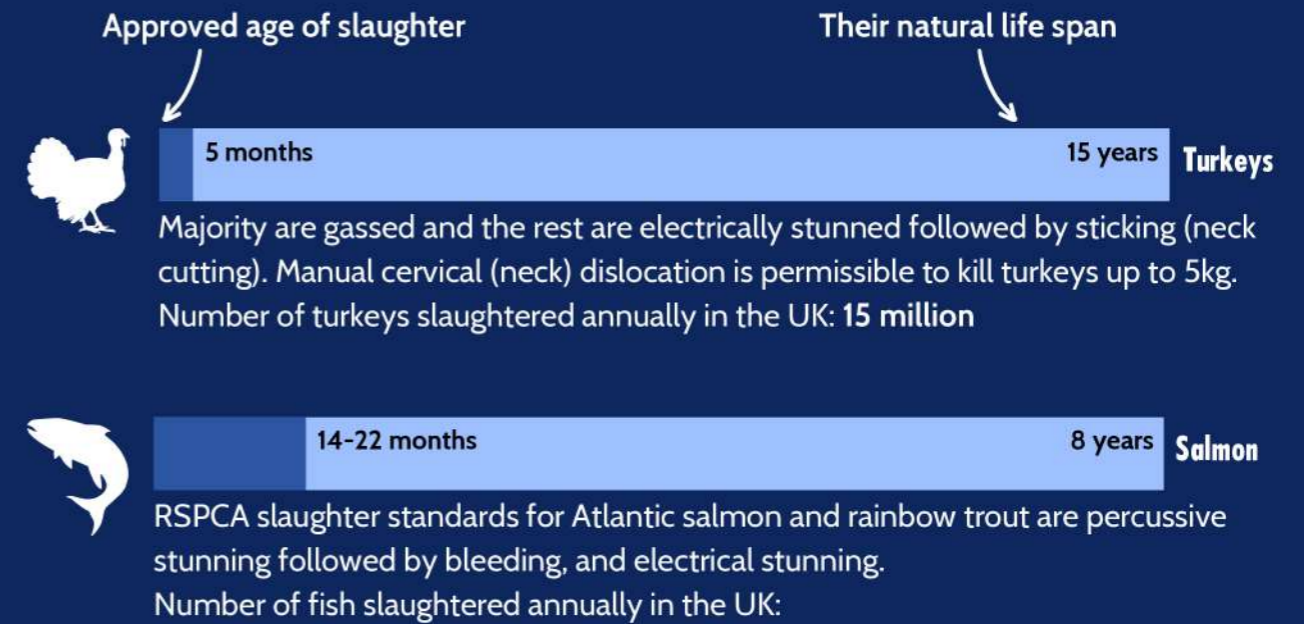 Approved age of slaughter
Their natural life span
5 months
15 years
Turkeys
Majority are gassed and the rest are electrically stunned followed by sticking (neck
cutting). Manual cervical (neck) dislocation is permissible to kill turkeys up to 5kg.
Number of turkeys slaughtered annually in the UK: 15 million
14-22 months
8 years
Salmon
RSPCA slaughter standards for Atlantic salmon and rainbow trout are percussive
stunning followed by bleeding, and electrical stunning.
Number of fish slaughtered annually in the UK: